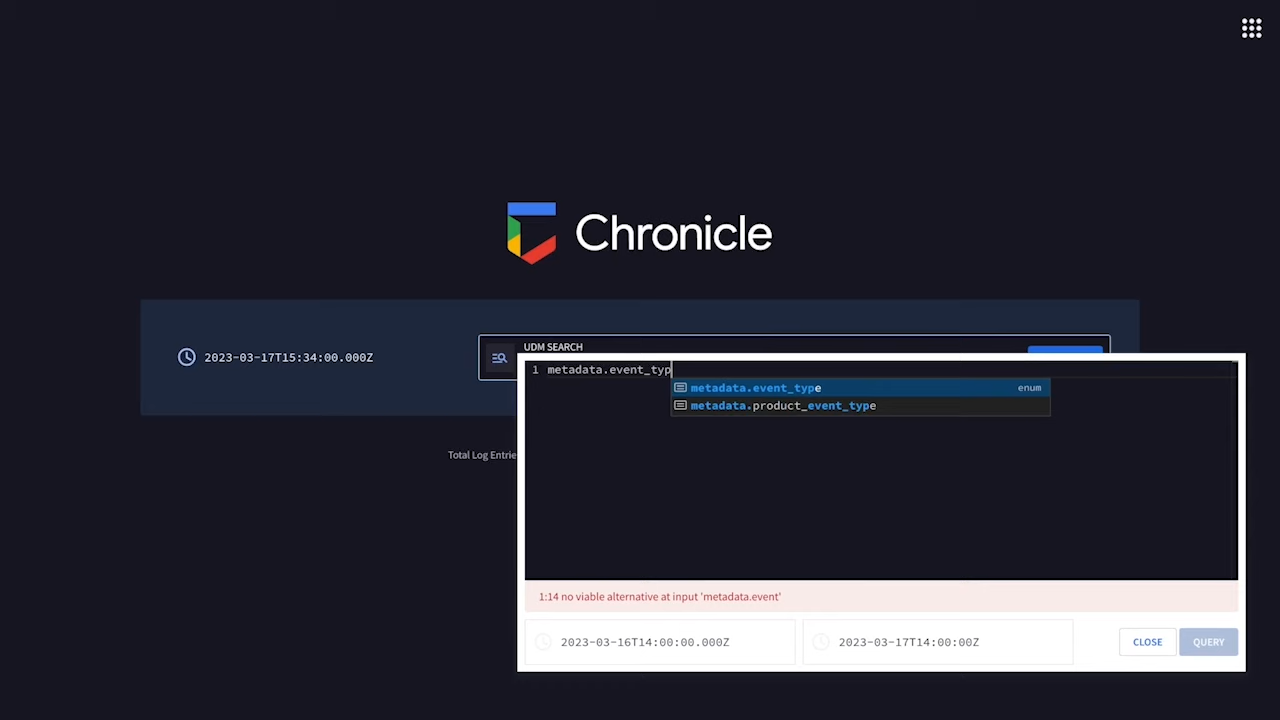 Chronicle
2023-03-17T15:34:00.000Z
UDM SEARCH
1 metadata.event_typ
metadata.event_type enum
metadata.product_event_type
Total Log Entrie
1:14 no viable alternative at input 'metadata.event'
2023-03-16T14:00:00.000Z 2023-03-17T14:00:00Z CLOSE QUERY